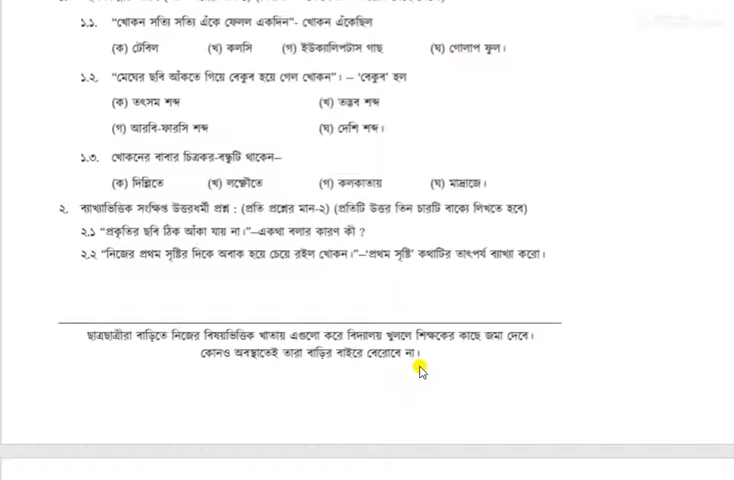 ১.১. “খোকন সত্যি সত্যি এঁকে ফেলল একদিন”- খোকন এঁকেছিল
(ক) টেবিল (খ) কলসি (গ) ইউক্যালিপটাস গাছ (ঘ) গোলাপ ফুল।
১.২. “মেঘের ছবি আঁকতে গিয়ে বেকুব হয়ে গেল খোকন”। – ‘বেকুব’ হল
(ক) তৎসম শব্দ (খ) তদ্ভব শব্দ
(গ) আরবি-ফারসি শব্দ (ঘ) দেশি শব্দ।
১.৩. খোকনের বাবার চিত্রকর-বন্ধুটি থাকেন–
(ক) দিল্লিতে (খ) লক্ষ্ণৌতে (গ) কলকাতায় (ঘ) মাদ্রাজে।
২. ব্যাখ্যাভিত্তিক সংক্ষিপ্ত উত্তরধর্মী প্রশ্ন : (প্রতি প্রশ্নের মান-২) (প্রতিটি উত্তর তিন চারটি বাক্যে লিখতে হবে)
২.১ “প্রকৃতির ছবি ঠিক আঁকা যায় না।”–একথা বলার কারণ কী ?
২.২ “নিজের প্রথম সৃষ্টির দিকে অবাক হয়ে চেয়ে রইল খোকন।”–‘প্রথম সৃষ্টি’ কথাটির তাৎপর্য ব্যাখ্যা করো।
ছাত্রছাত্রীরা বাড়িতে নিজের বিষয়ভিত্তিক খাতায় এগুলো করে বিদ্যালয় খুললে শিক্ষকের কাছে জমা দেবে।
কোনও অবস্থাতেই তারা বাড়ির বাইরে বেরোবে না।